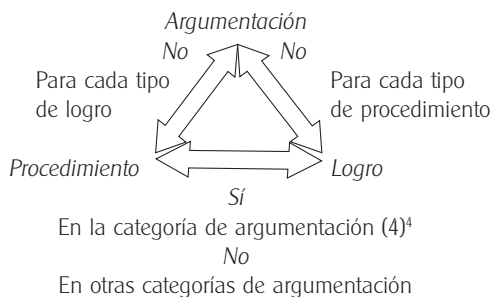 Argumentación
No No
Para cada tipo Para cada tipo
de logro de procedimiento
Procedimiento Logro
Sí
En la categoría de argumentación (4)⁴
No
En otras categorías de argumentación